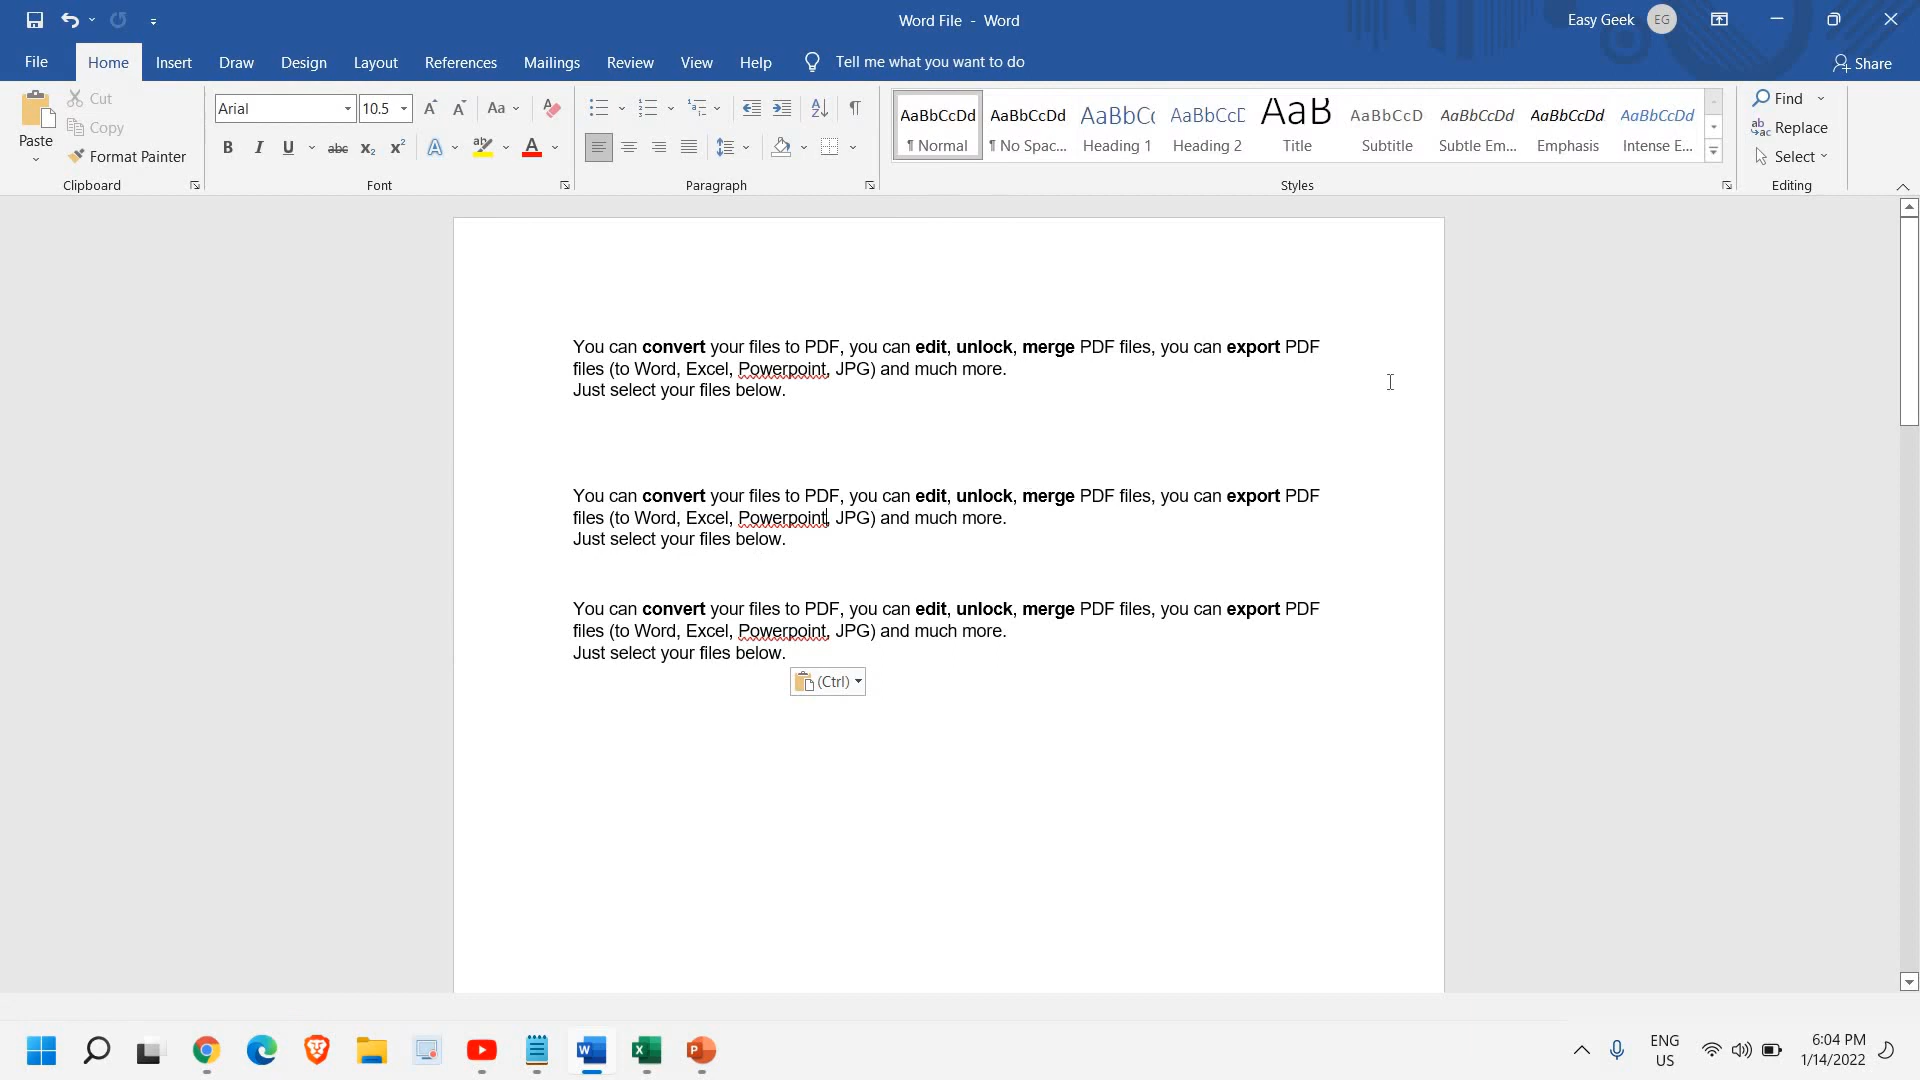 Word File - Word
Easy Geek EG
File Home Insert Draw Design Layout References Mailings Review View Help Tell me what you want to do Share
Paste
Cut
Copy
Format Painter
Clipboard
Arial 10.5 Aa
B I U abc x₂ x² A ab A
Font
Paragraph
AaBbCcDd AaBbCcDd AaBbC( AaBbCcC AaB AaBbCcD AaBbCcDd AaBbCcDd AaBbCcDd
¶ Normal ¶ No Spac... Heading 1 Heading 2 Title Subtitle Subtle Em... Emphasis Intense E...
Styles
Find
Replace
Select
Editing
You can convert your files to PDF, you can edit, unlock, merge PDF files, you can export PDF
files (to Word, Excel, Powerpoint, JPG) and much more.
Just select your files below.
You can convert your files to PDF, you can edit, unlock, merge PDF files, you can export PDF
files (to Word, Excel, Powerpoint, JPG) and much more.
Just select your files below.
You can convert your files to PDF, you can edit, unlock, merge PDF files, you can export PDF
files (to Word, Excel, Powerpoint, JPG) and much more.
Just select your files below.
(Ctrl)
ENG
US
6:04 PM
1/14/2022